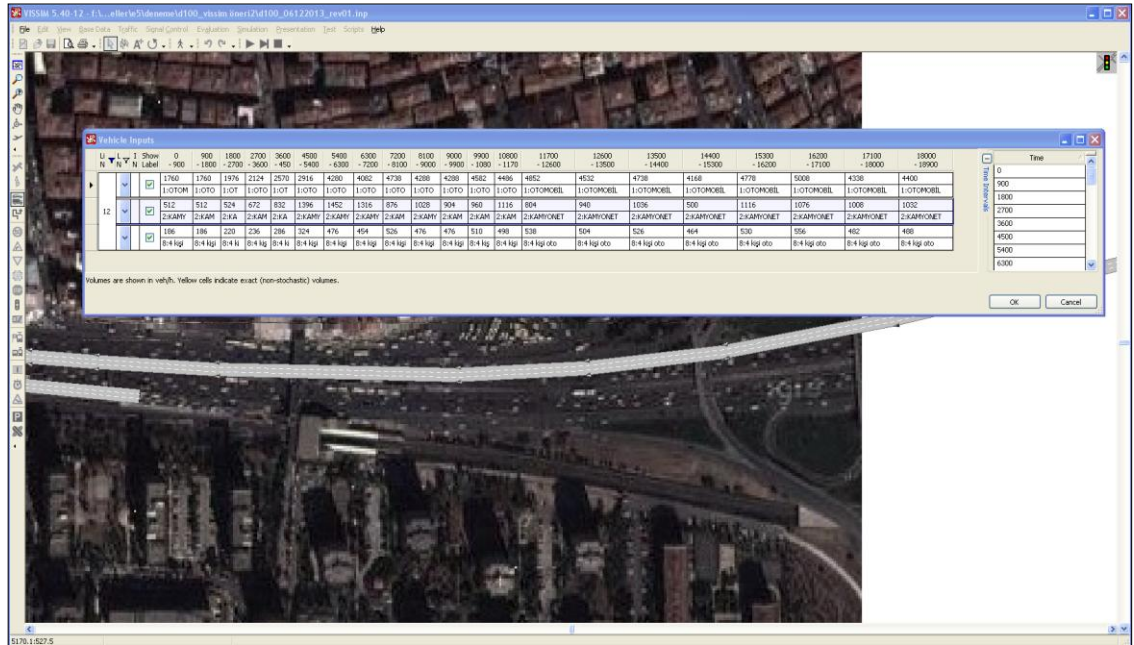 VISSIM 5.40-12 - f:\...eller\e5\deneme\d100_vissim üneri2\d100_06122013_rev01.inp
File Edit View Base Data Traffic Signal Control Evaluation Simulation Presentation Test Scripts Help
Vehicle Inputs
Show Label
0 - 900
900 - 1800
1800 - 2700
2700 - 3600
3600 - 450
4500 - 5400
5400 - 6300
6300 - 7200
7200 - 8100
8100 - 9000
9000 - 9900
9900 - 1080
10800 - 1170
11700 - 12600
12600 - 13500
13500 - 14400
14400 - 15300
15300 - 16200
16200 - 17100
17100 - 18000
18000 - 18900
1760 1760 1976 2124 2570 2916 4280 4082 4738 4288 4288 4582 4486 4852 4532 4738 4168 4778 5008 4338 4400
1:OTOM 1:OTO 1:OT 1:OTO 1:OT 1:OTO 1:OTO 1:OTO 1:OTO 1:OTO 1:OTO 1:OTO 1:OTO 1:OTOMOBİL 1:OTOMOBİL 1:OTOMOBİL 1:OTOMOBİL 1:OTOMOBİL 1:OTOMOBİL 1:OTOMOBİL 1:OTOMOBİL
12
512 512 524 672 832 1396 1452 1316 876 1028 904 960 1116 804 940 1036 500 1116 1076 1008 1032
2:KAMY 2:KAM 2:KA 2:KAM 2:KA 2:KAM 2:KAMY 2:KAM 2:KAMY 2:KAM 2:KAMY 2:KAM 2:KAM 2:KAMYONET 2:KAMYONET 2:KAMYONET 2:KAMYONET 2:KAMYONET 2:KAMYONET 2:KAMYONET 2:KAMYONET
186 186 220 236 286 324 476 454 526 476 476 510 498 538 504 526 464 530 556 482 488
8:4 kişi 8:4 kiş 8:4 ki 8:4 kiş 8:4 ki 8:4 kiş 8:4 kişi 8:4 kiş 8:4 kişi 8:4 kiş 8:4 kişi 8:4 kiş 8:4 kiş 8:4 kişi oto 8:4 kişi oto 8:4 kişi oto 8:4 kişi oto 8:4 kişi oto 8:4 kişi oto 8:4 kişi oto 8:4 kişi oto
Volumes are shown in veh/h. Yellow cells indicate exact (non-stochastic) volumes.
Time Intervals
Time
0
900
1800
2700
3600
4500
5400
6300
OK Cancel
5170.1:527.5